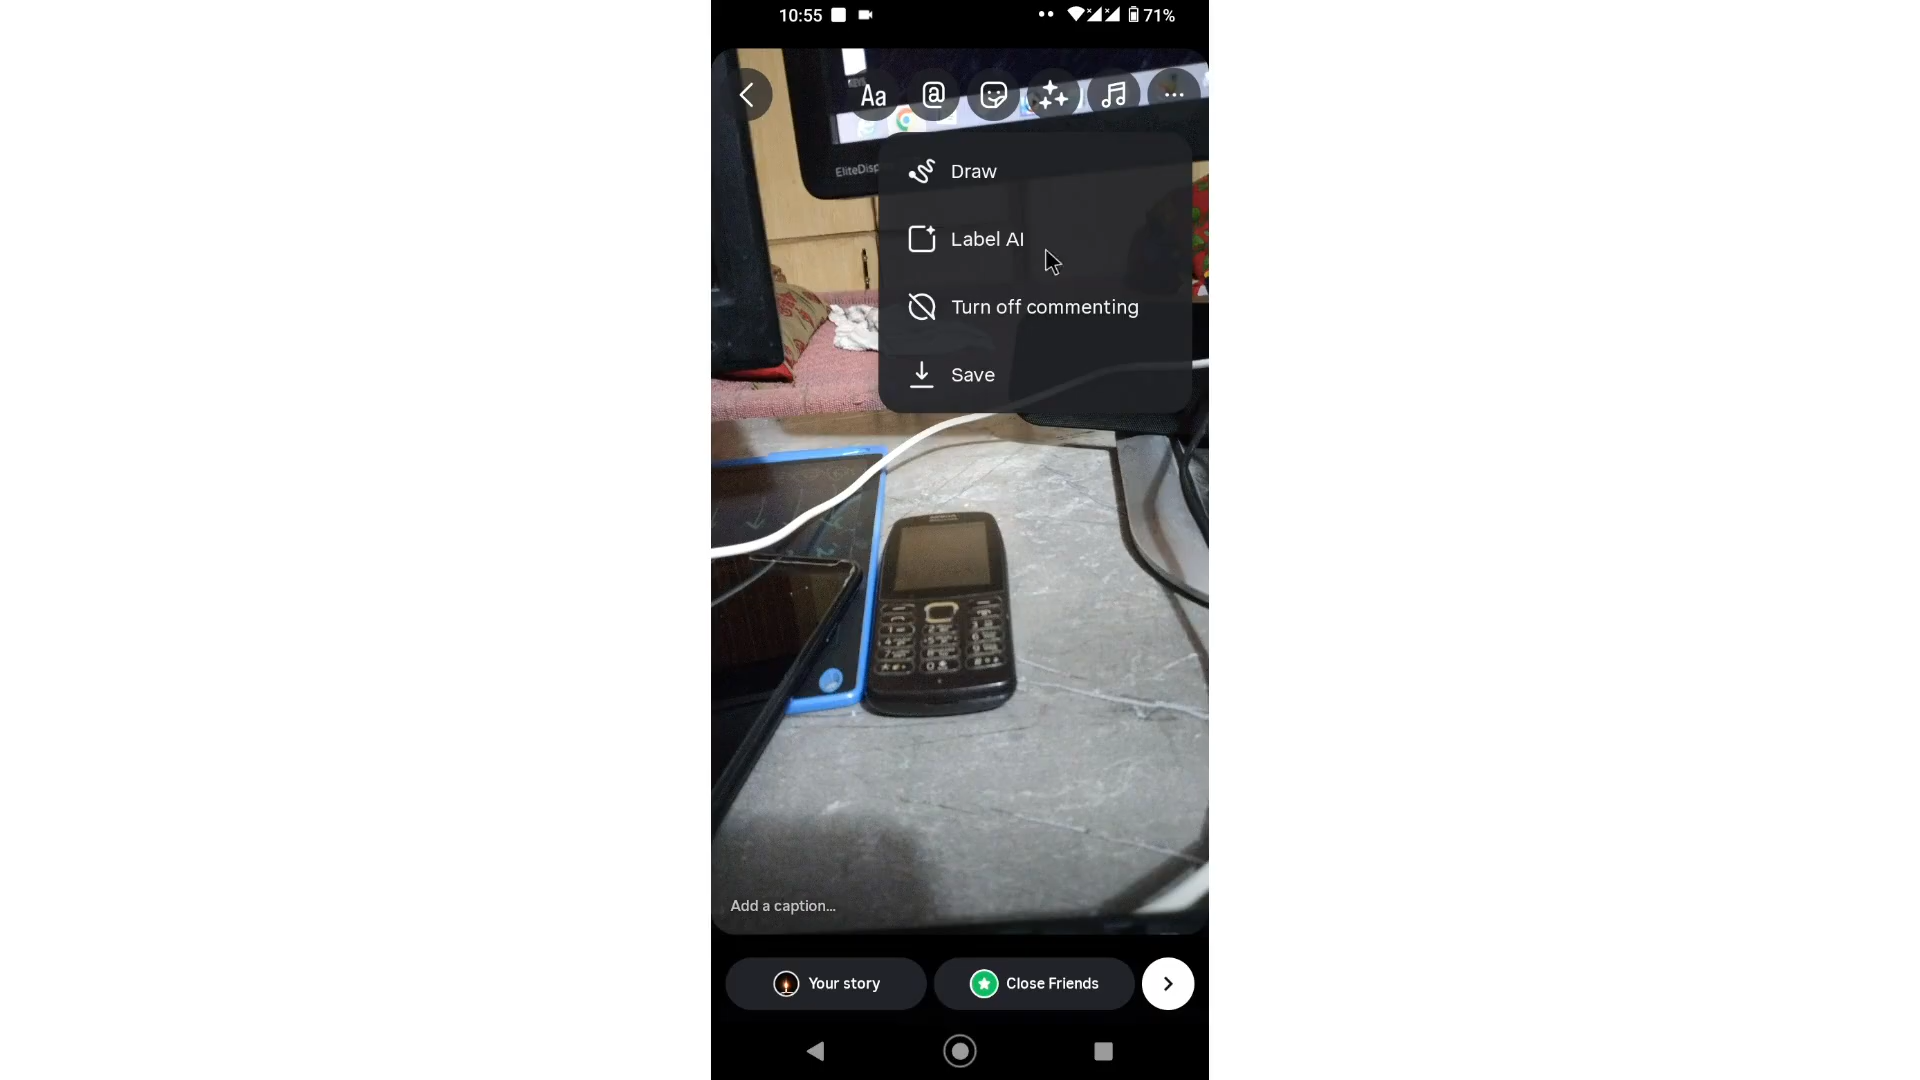 10:55
71%
Aa
EliteDisp
Draw
Label AI
Turn off commenting
Save
Add a caption...
Your story
Close Friends